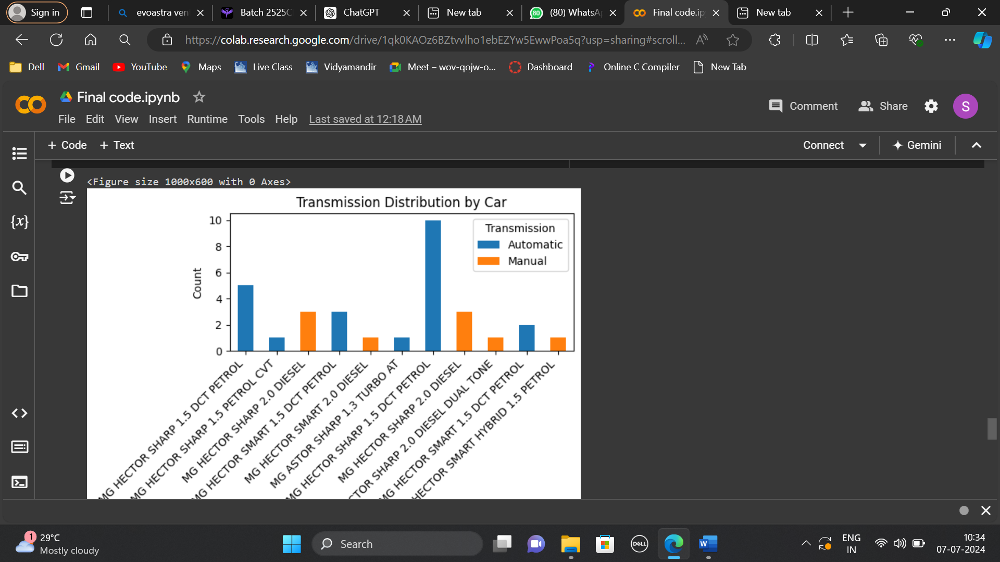 Sign in
evoastra ven
Batch 2525C
ChatGPT
New tab
(80) WhatsAp
Final code.ip
New tab
https://colab.research.google.com/drive/1qk0KAOz6BZtvvlho1ebEZYw5EwwPoa5q?usp=sharing#scroll...
Dell
Gmail
YouTube
Maps
Live Class
Vidyamandir
Meet – wov-qojw-o...
Dashboard
Online C Compiler
New Tab
Final code.ipynb
Comment
Share
S
File Edit View Insert Runtime Tools Help Last saved at 12:18 AM
+ Code + Text
Connect
Gemini
<Figure size 1000x600 with 0 Axes>
Transmission Distribution by Car
Transmission
Automatic
Manual
Count
10
8
6
4
2
0
MG HECTOR SHARP 1.5 DCT PETROL
MG HECTOR SHARP 1.5 PETROL CVT
MG HECTOR SHARP 2.0 DIESEL
MG HECTOR SMART 1.5 DCT PETROL
MG HECTOR SMART 2.0 DIESEL
MG ASTOR SHARP 1.3 TURBO AT
MG HECTOR SHARP 1.5 DCT PETROL
MG HECTOR SHARP 2.0 DIESEL
CTOR SHARP 2.0 DIESEL DUAL TONE
MG HECTOR SMART 1.5 DCT PETROL
HECTOR SMART HYBRID 1.5 PETROL
1
29°C
Mostly cloudy
Search
DELL
W
ENG
IN
10:34
07-07-2024